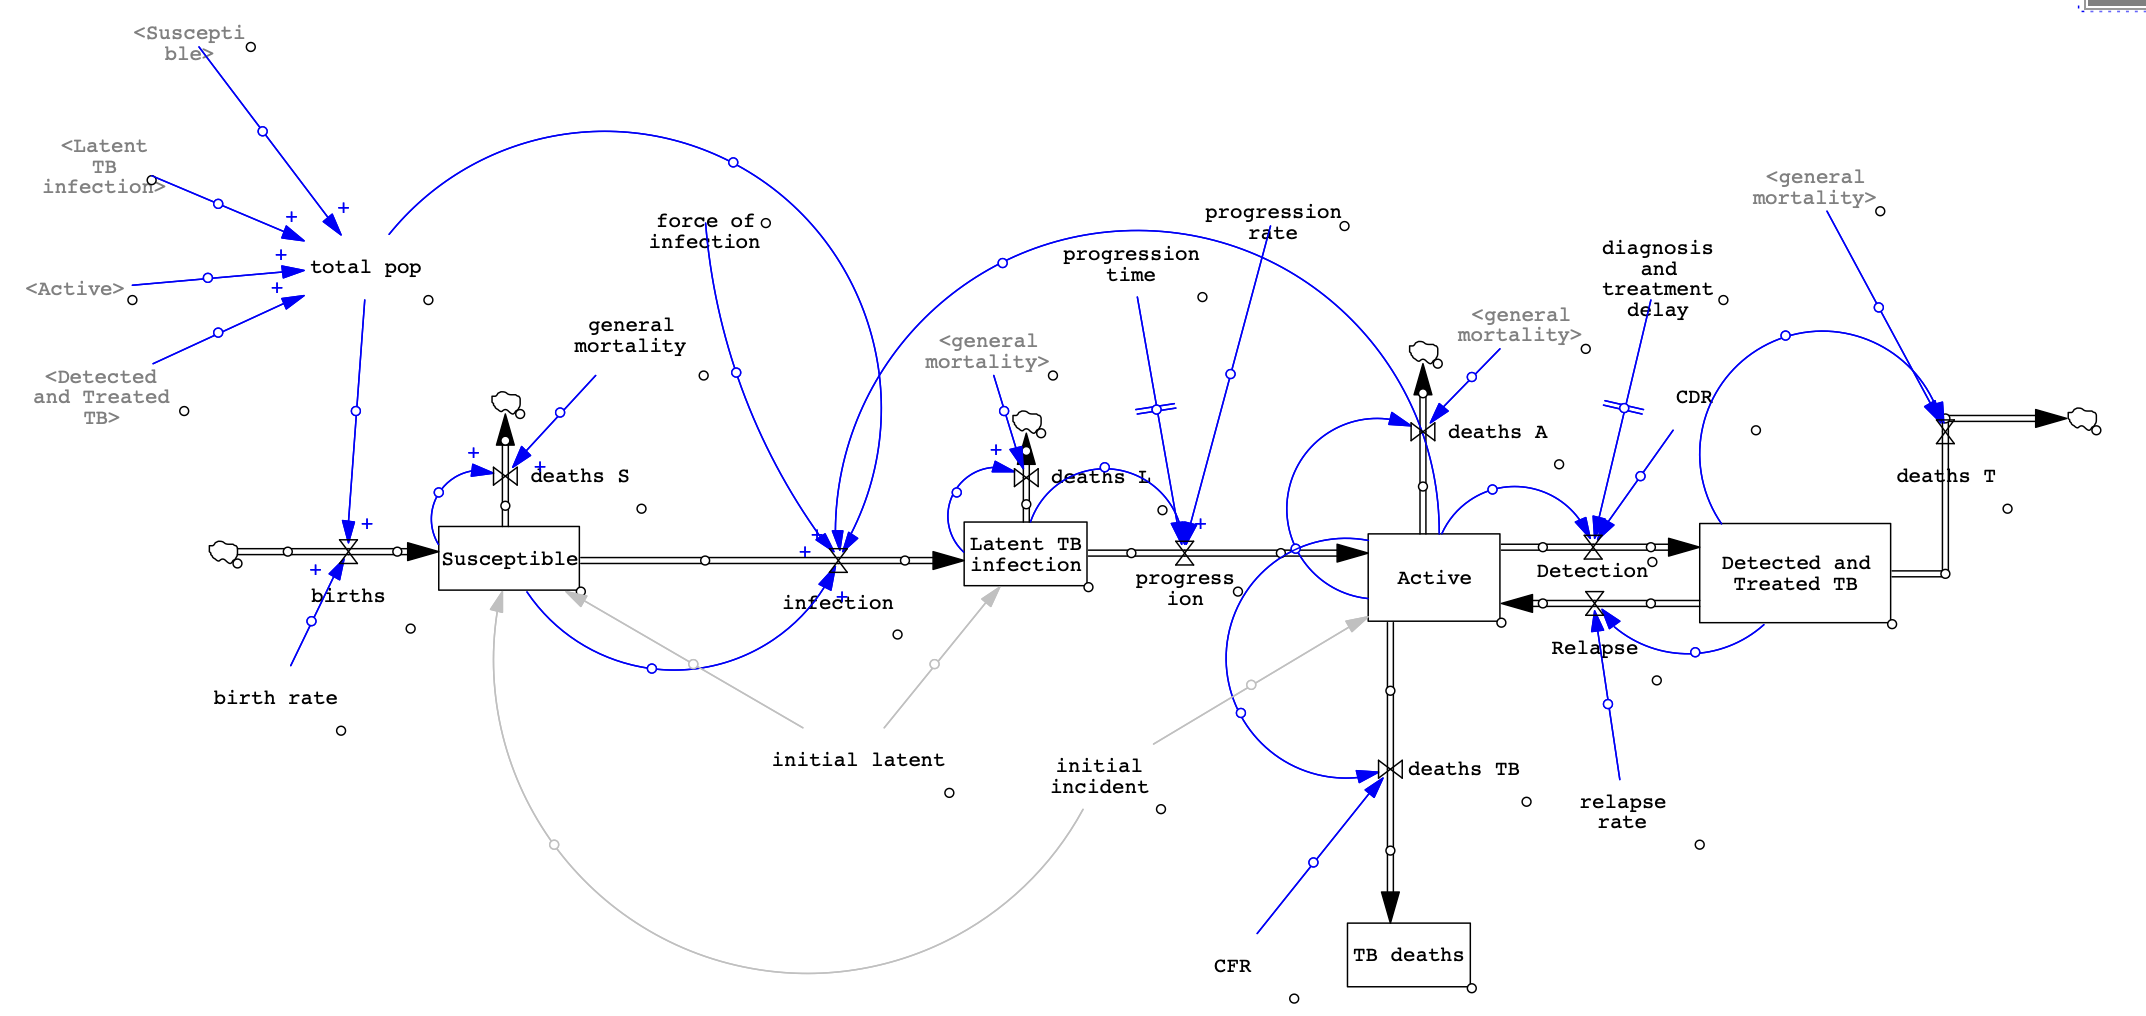 <Suscepti
ble>
<Latent
TB
infection>
total pop
<Active>
<Detected
and Treated
TB>
force of
infection
progression
rate
progression
time
general
mortality
<general
mortality>
<general
mortality>
diagnosis
and
treatment
delay
<general
mortality>
CDR
deaths S
deaths L
deaths A
deaths T
births
Susceptible
infection
Latent TB
infection
progress
ion
Active
Detection
Relapse
Detected and
Treated TB
birth rate
initial latent
initial
incident
deaths TB
relapse
rate
CFR
TB deaths